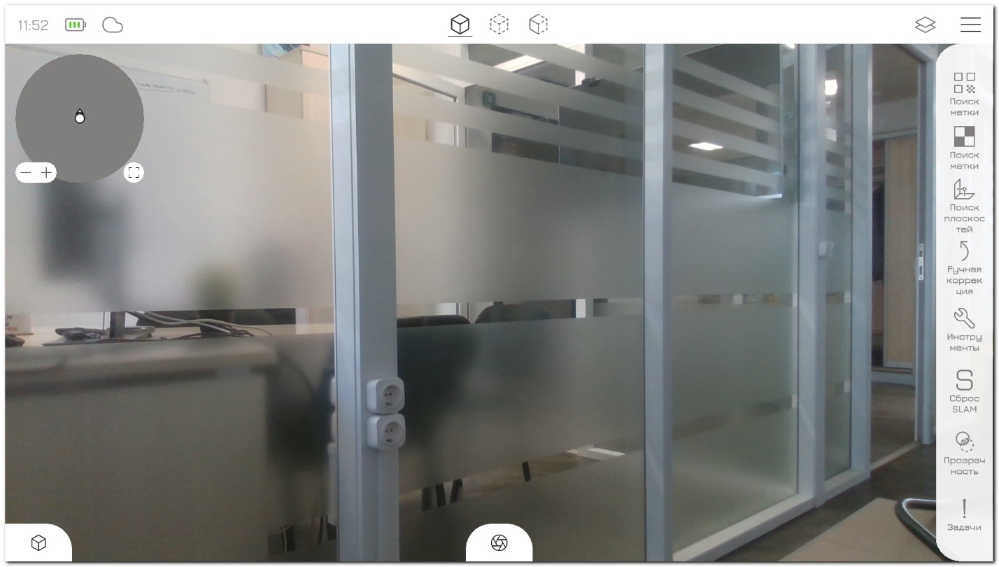 11:52
Поиск
метки
Поиск
метки
Поиск
плоскос
тей
Ручная
коррек
ция
Инстру
менты
S
Сброс
SLAM
Прозрач
ность
Задачи